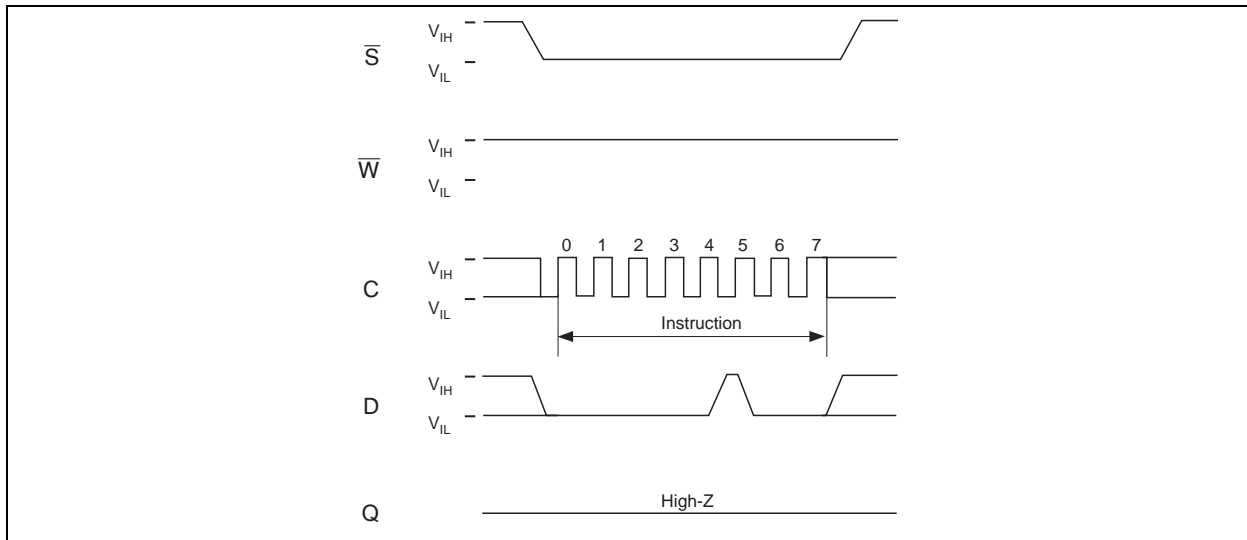 S̅
V_IH
V_IL
W̅
V_IH
V_IL
0 1 2 3 4 5 6 7
C
V_IH
V_IL
Instruction
D
V_IH
V_IL
Q
High-Z